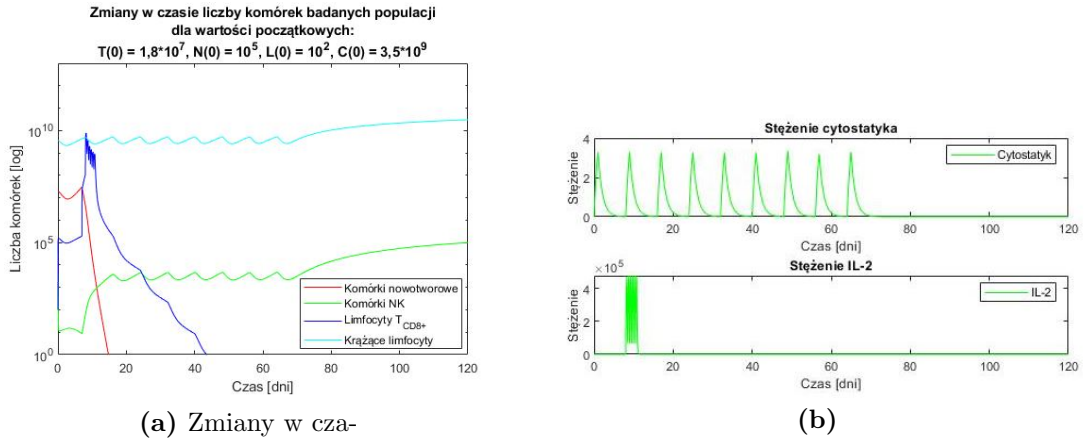 Zmiany w czasie liczby komórek badanych populacji
dla wartości początkowych:
T(0) = 1,8*10^7, N(0) = 10^5, L(0) = 10^2, C(0) = 3,5*10^9
Liczba komórek [log]
10^10
10^5
10^0
0 20 40 60 80 100 120
Czas [dni]
Komórki nowotworowe
Komórki NK
Limfocyty T_CD8+
Krążące limfocyty
(a) Zmiany w cza-
Stężenie cytostatyka
Stężenie
4
2
0
Cytostatyk
0 20 40 60 80 100 120
Czas [dni]
Stężenie IL-2
×10^5
Stężenie
4
2
0
IL-2
0 20 40 60 80 100 120
Czas [dni]
(b)